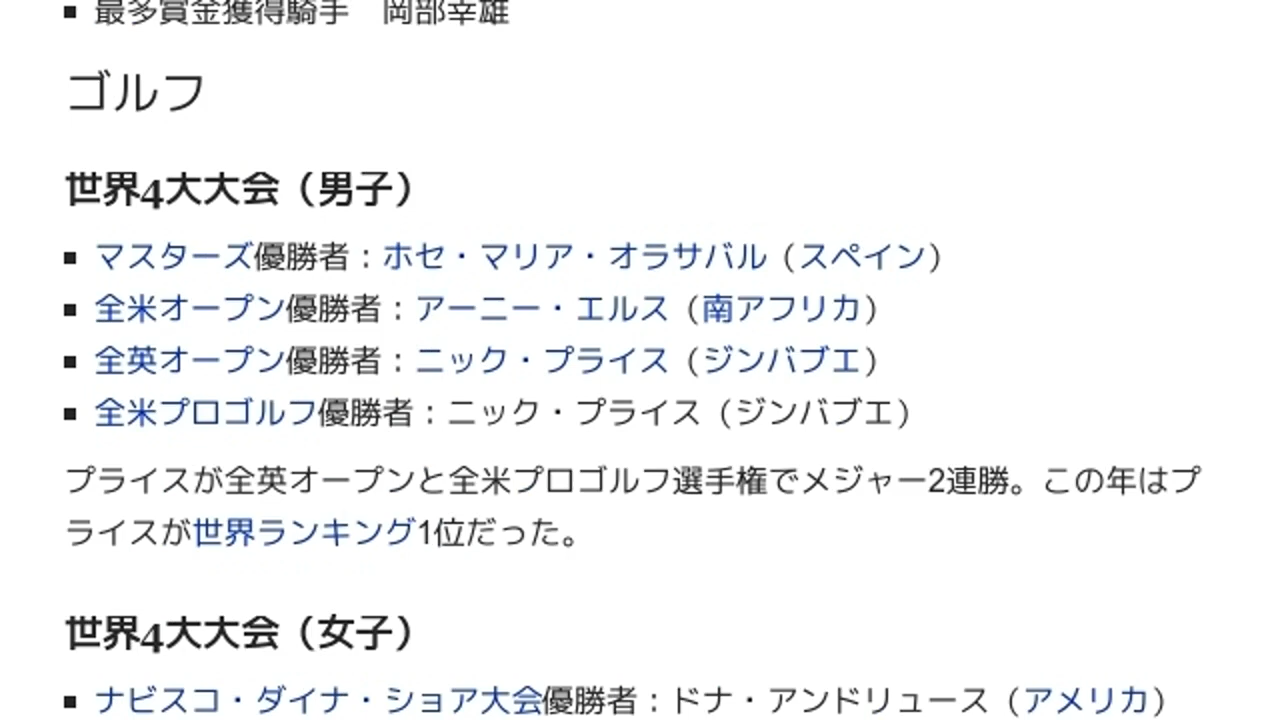 最多賞金獲得騎手　岡部幸雄
ゴルフ
世界4大大会（男子）
マスターズ優勝者：ホセ・マリア・オラサバル（スペイン）
全米オープン優勝者：アーニー・エルス（南アフリカ）
全英オープン優勝者：ニック・プライス（ジンバブエ）
全米プロゴルフ優勝者：ニック・プライス（ジンバブエ）
プライスが全英オープンと全米プロゴルフ選手権でメジャー2連勝。この年はプ
ライスが世界ランキング1位だった。
世界4大大会（女子）
ナビスコ・ダイナ・ショア大会優勝者：ドナ・アンドリュース（アメリカ）